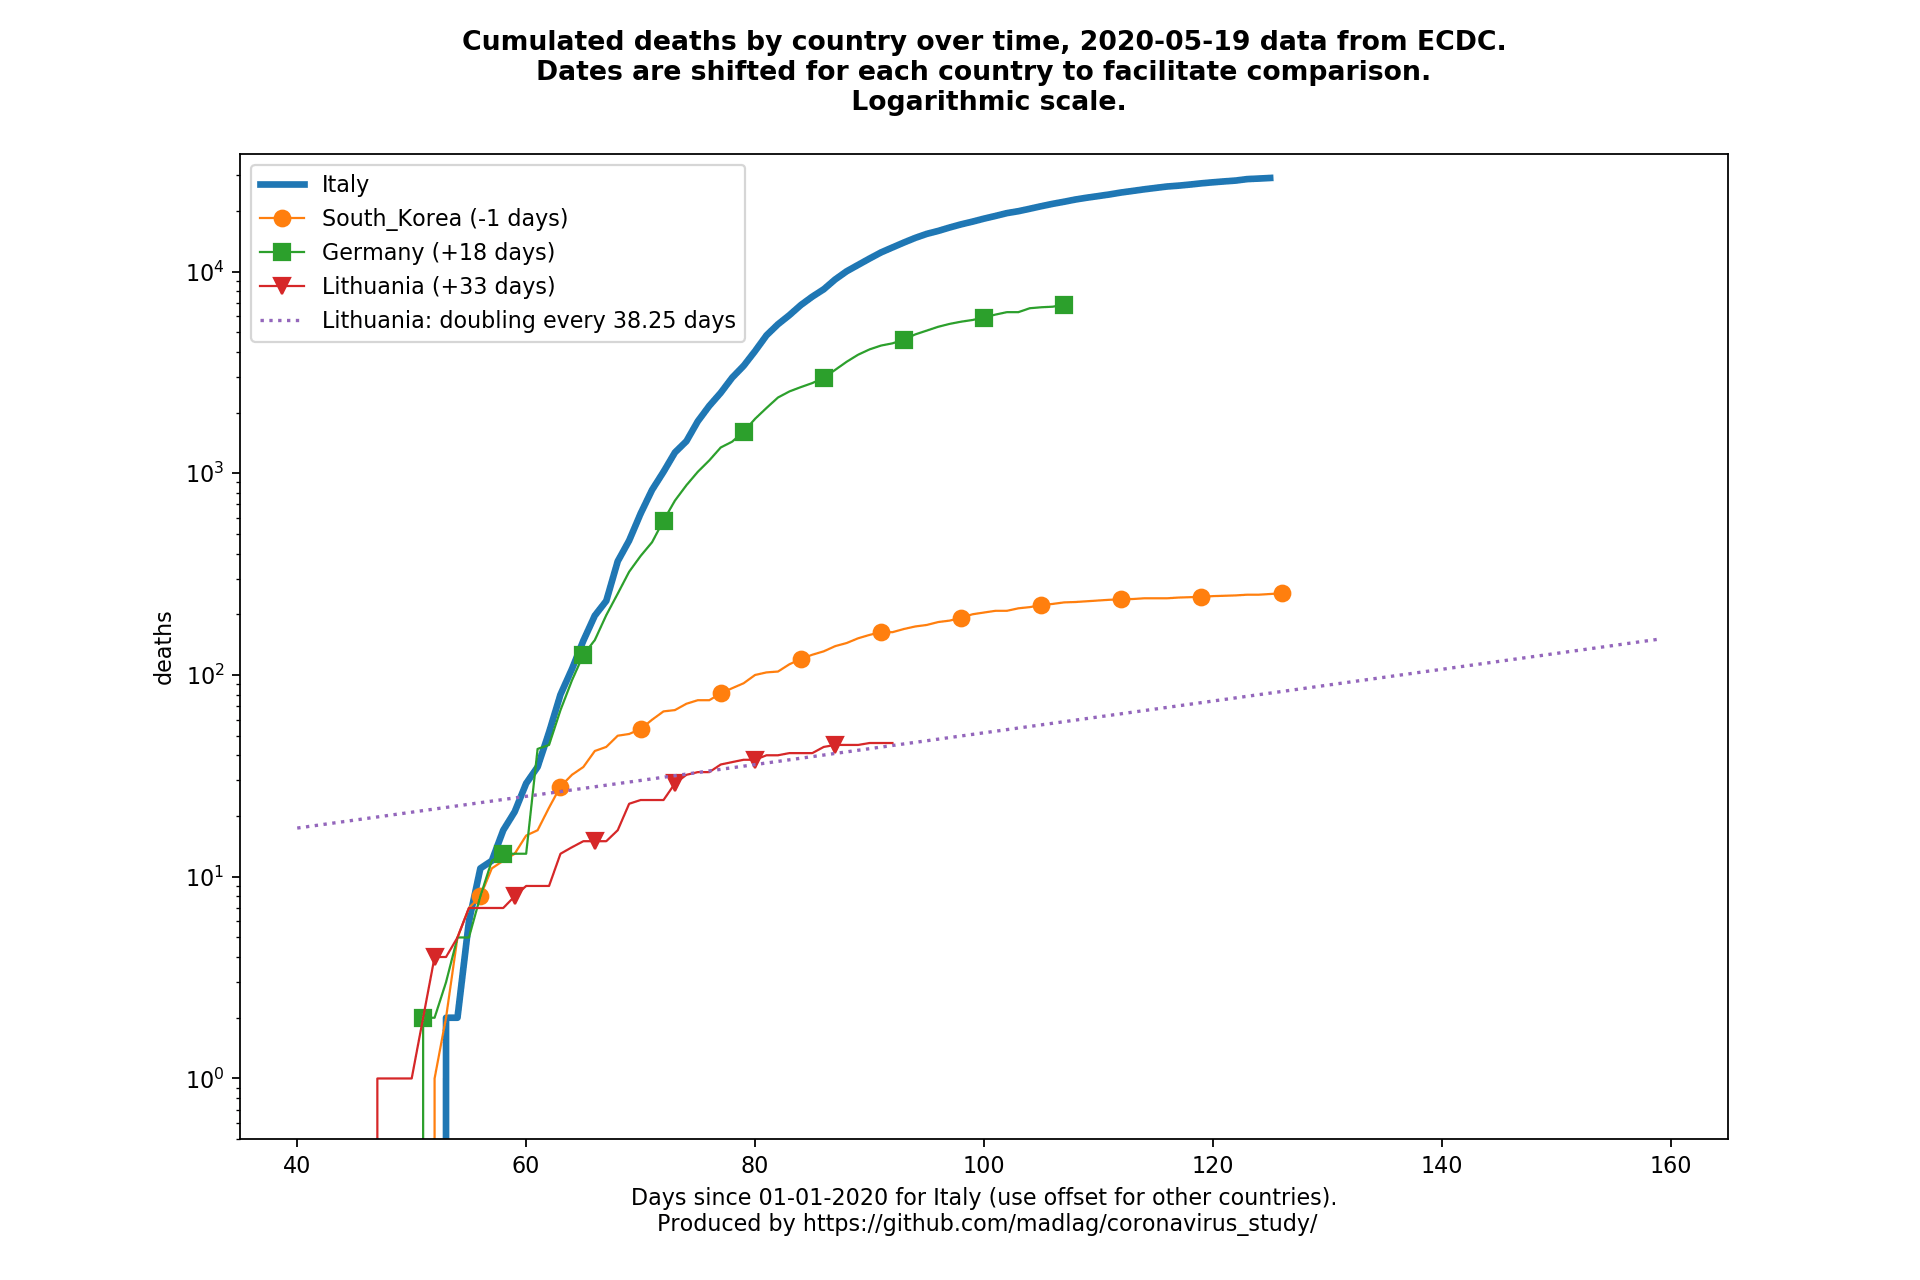 Cumulated deaths by country over time, 2020-05-19 data from ECDC.
Dates are shifted for each country to facilitate comparison.
Logarithmic scale.
Italy
South_Korea (-1 days)
Germany (+18 days)
Lithuania (+33 days)
Lithuania: doubling every 38.25 days
deaths
10⁴
10³
10²
10¹
10⁰
40 60 80 100 120 140 160
Days since 01-01-2020 for Italy (use offset for other countries).
Produced by https://github.com/madlag/coronavirus_study/